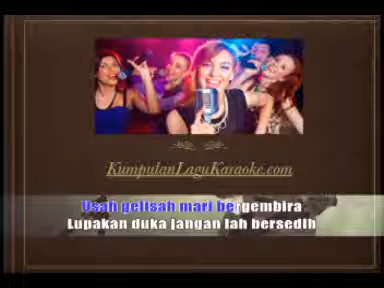 KumpulanLaguKaraoke.com
Usah gelisah mari bergembira
Lupakan duka jangan lah bersedih